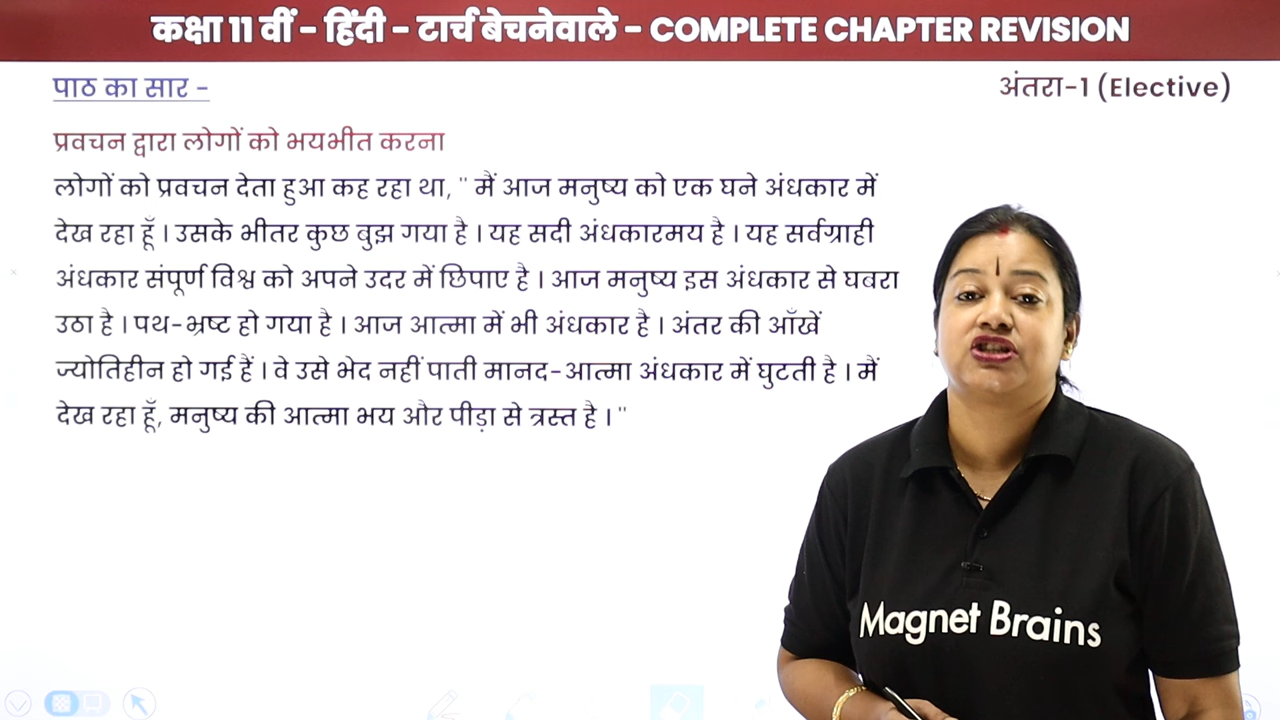 कक्षा 11 वीं - हिंदी - टार्च बेचनेवाले - COMPLETE CHAPTER REVISION
पाठ का सार -
अंतरा-1 (Elective)
प्रवचन द्वारा लोगों को भयभीत करना
लोगों को प्रवचन देता हुआ कह रहा था, " मैं आज मनुष्य को एक घने अंधकार में
देख रहा हूँ । उसके भीतर कुछ बुझ गया है । यह सदी अंधकारमय है । यह सर्वग्राही
अंधकार संपूर्ण विश्व को अपने उदर में छिपाए है । आज मनुष्य इस अंधकार से घबरा
उठा है । पथ-भ्रष्ट हो गया है । आज आत्मा में भी अंधकार है । अंतर की आँखें
ज्योतिहीन हो गई हैं । वे उसे भेद नहीं पाती मानद-आत्मा अंधकार में घुटती है । मैं
देख रहा हूँ, मनुष्य की आत्मा भय और पीड़ा से त्रस्त है । "
Magnet Brains